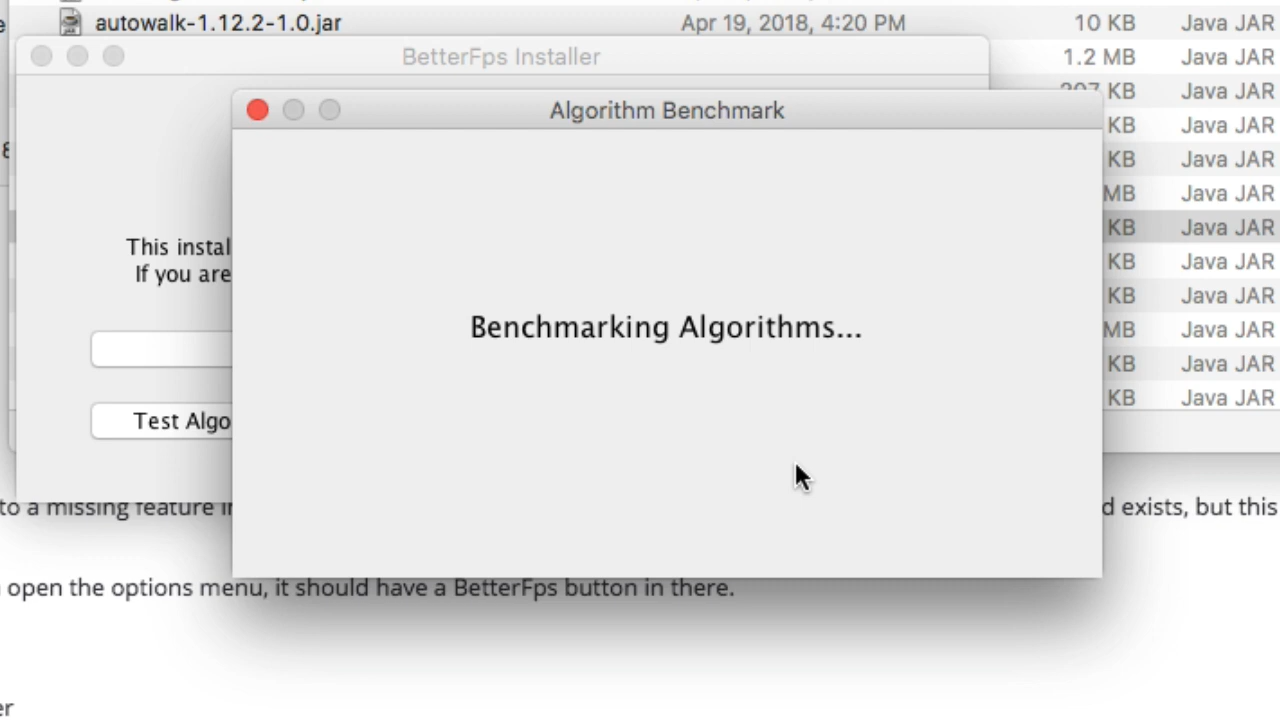 autowalk-1.12.2-1.0.jar Apr 19, 2018, 4:20 PM 10 KB Java JAR
BetterFps Installer 1.2 MB Java JAR
KB Java JAR
Algorithm Benchmark
KB Java JAR
KB Java JAR
MB Java JAR
This instal KB Java JAR
If you are KB Java JAR
KB Java JAR
Benchmarking Algorithms... MB Java JAR
KB Java JAR
KB Java JAR
Test Algo
to a missing feature i d exists, but this
open the options menu, it should have a BetterFps button in there.
er